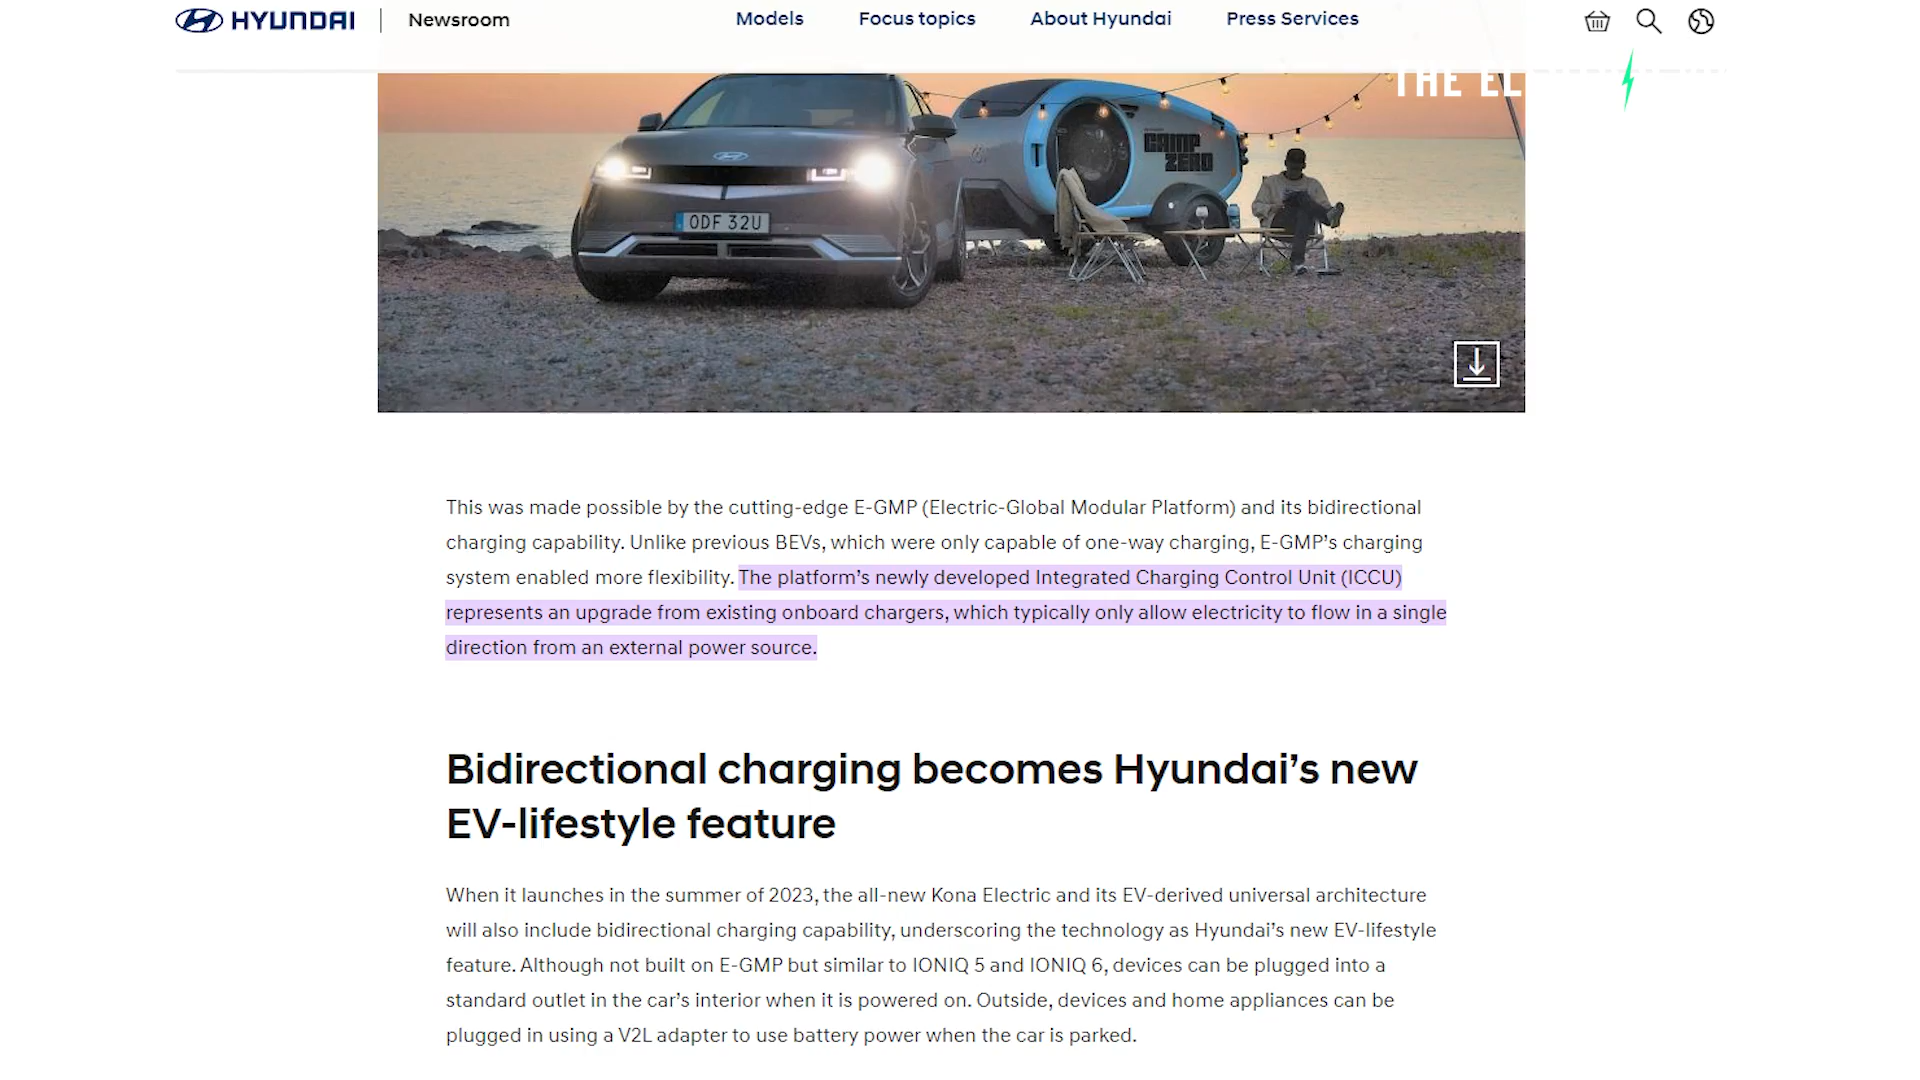 HYUNDAI
Newsroom
Models
Focus topics
About Hyundai
Press Services
THE EL
CAMP
ZERO
ODF 32U
This was made possible by the cutting-edge E-GMP (Electric-Global Modular Platform) and its bidirectional
charging capability. Unlike previous BEVs, which were only capable of one-way charging, E-GMP’s charging
system enabled more flexibility. The platform’s newly developed Integrated Charging Control Unit (ICCU)
represents an upgrade from existing onboard chargers, which typically only allow electricity to flow in a single
direction from an external power source.
Bidirectional charging becomes Hyundai’s new
EV-lifestyle feature
When it launches in the summer of 2023, the all-new Kona Electric and its EV-derived universal architecture
will also include bidirectional charging capability, underscoring the technology as Hyundai’s new EV-lifestyle
feature. Although not built on E-GMP but similar to IONIQ 5 and IONIQ 6, devices can be plugged into a
standard outlet in the car’s interior when it is powered on. Outside, devices and home appliances can be
plugged in using a V2L adapter to use battery power when the car is parked.